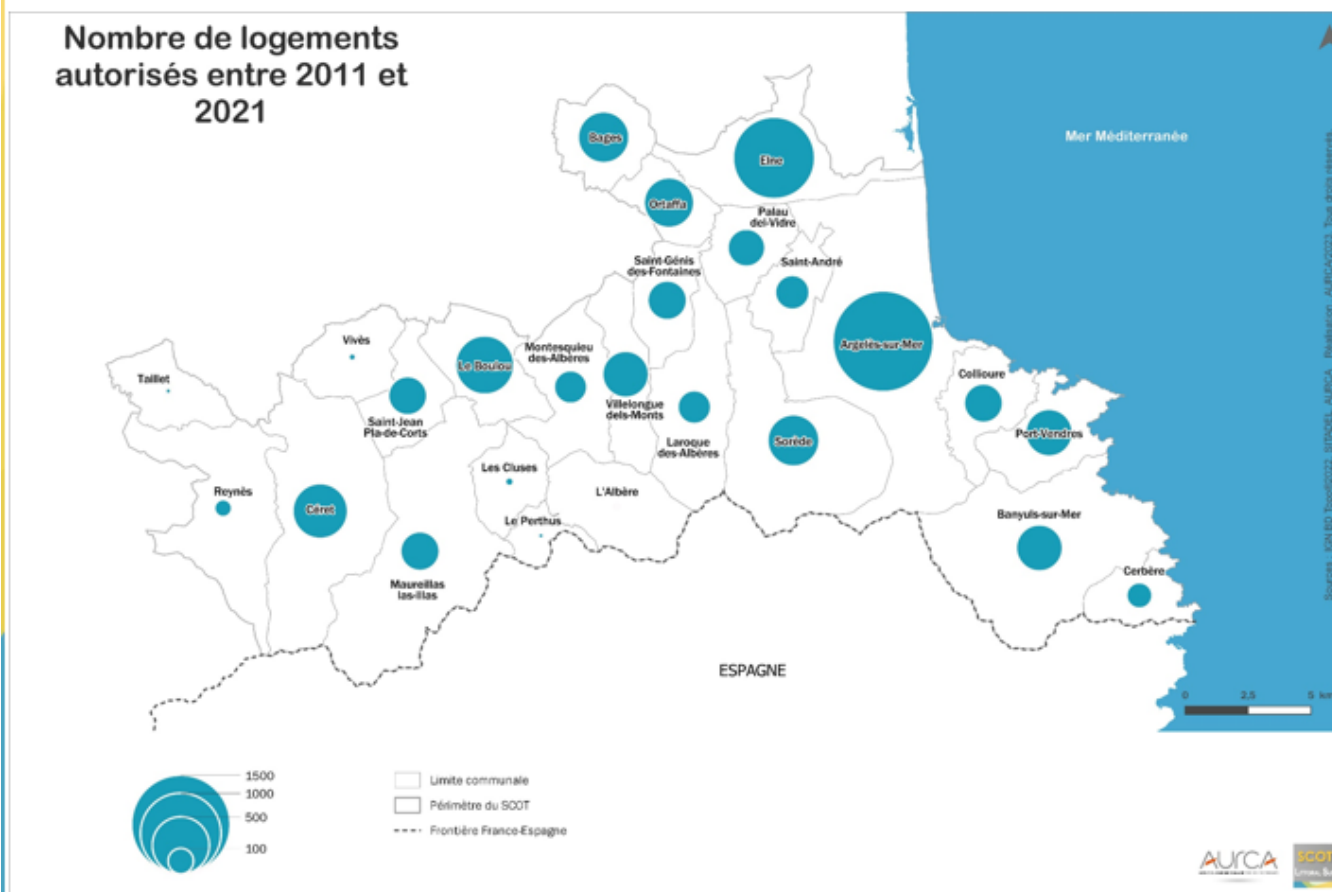 Nombre de logements
autorisés entre 2011 et
2021
Mer Méditerranée
Bages
Elne
Ortaffa
Palau
del-Vidre
Saint-Génis
des-Fontaines
Saint-André
Argelès-sur-Mer
Vivès
Taillet
Le Boulou
Montesquieu
des-Albères
Saint-Jean
Pla-de-Corts
Villelongue
dels-Monts
Laroque
des-Albères
Sorède
Collioure
Port-Vendres
Reynès
Céret
Les Cluses
L'Albère
Le Perthus
Maureillas
las-illas
Banyuls-sur-Mer
Cerbère
ESPAGNE
0 2,5 5 km
1500
1000
500
100
Limite communale
Périmètre du SCOT
Frontière France-Espagne
AURCA
SCOT